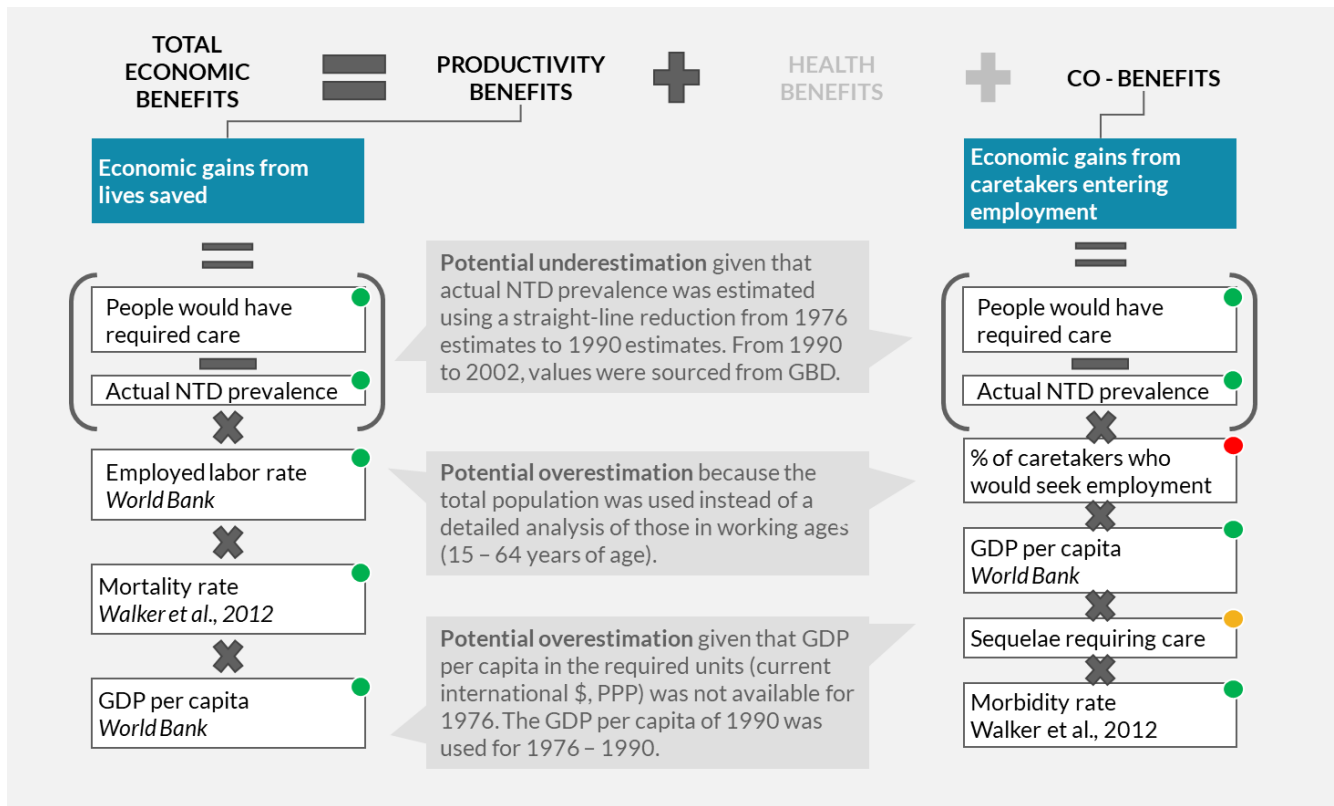 TOTAL
ECONOMIC
BENEFITS
PRODUCTIVITY
BENEFITS
HEALTH
BENEFITS
CO - BENEFITS
Economic gains from
lives saved
People would have
required care
Actual NTD prevalence
Employed labor rate
World Bank
Mortality rate
Walker et al., 2012
GDP per capita
World Bank
Potential underestimation given that
actual NTD prevalence was estimated
using a straight-line reduction from 1976
estimates to 1990 estimates. From 1990
to 2002, values were sourced from GBD.
Potential overestimation because the
total population was used instead of a
detailed analysis of those in working ages
(15 – 64 years of age).
Potential overestimation given that GDP
per capita in the required units (current
international $, PPP) was not available for
1976. The GDP per capita of 1990 was
used for 1976 – 1990.
Economic gains from
caretakers entering
employment
People would have
required care
Actual NTD prevalence
% of caretakers who
would seek employment
GDP per capita
World Bank
Sequelae requiring care
Morbidity rate
Walker et al., 2012